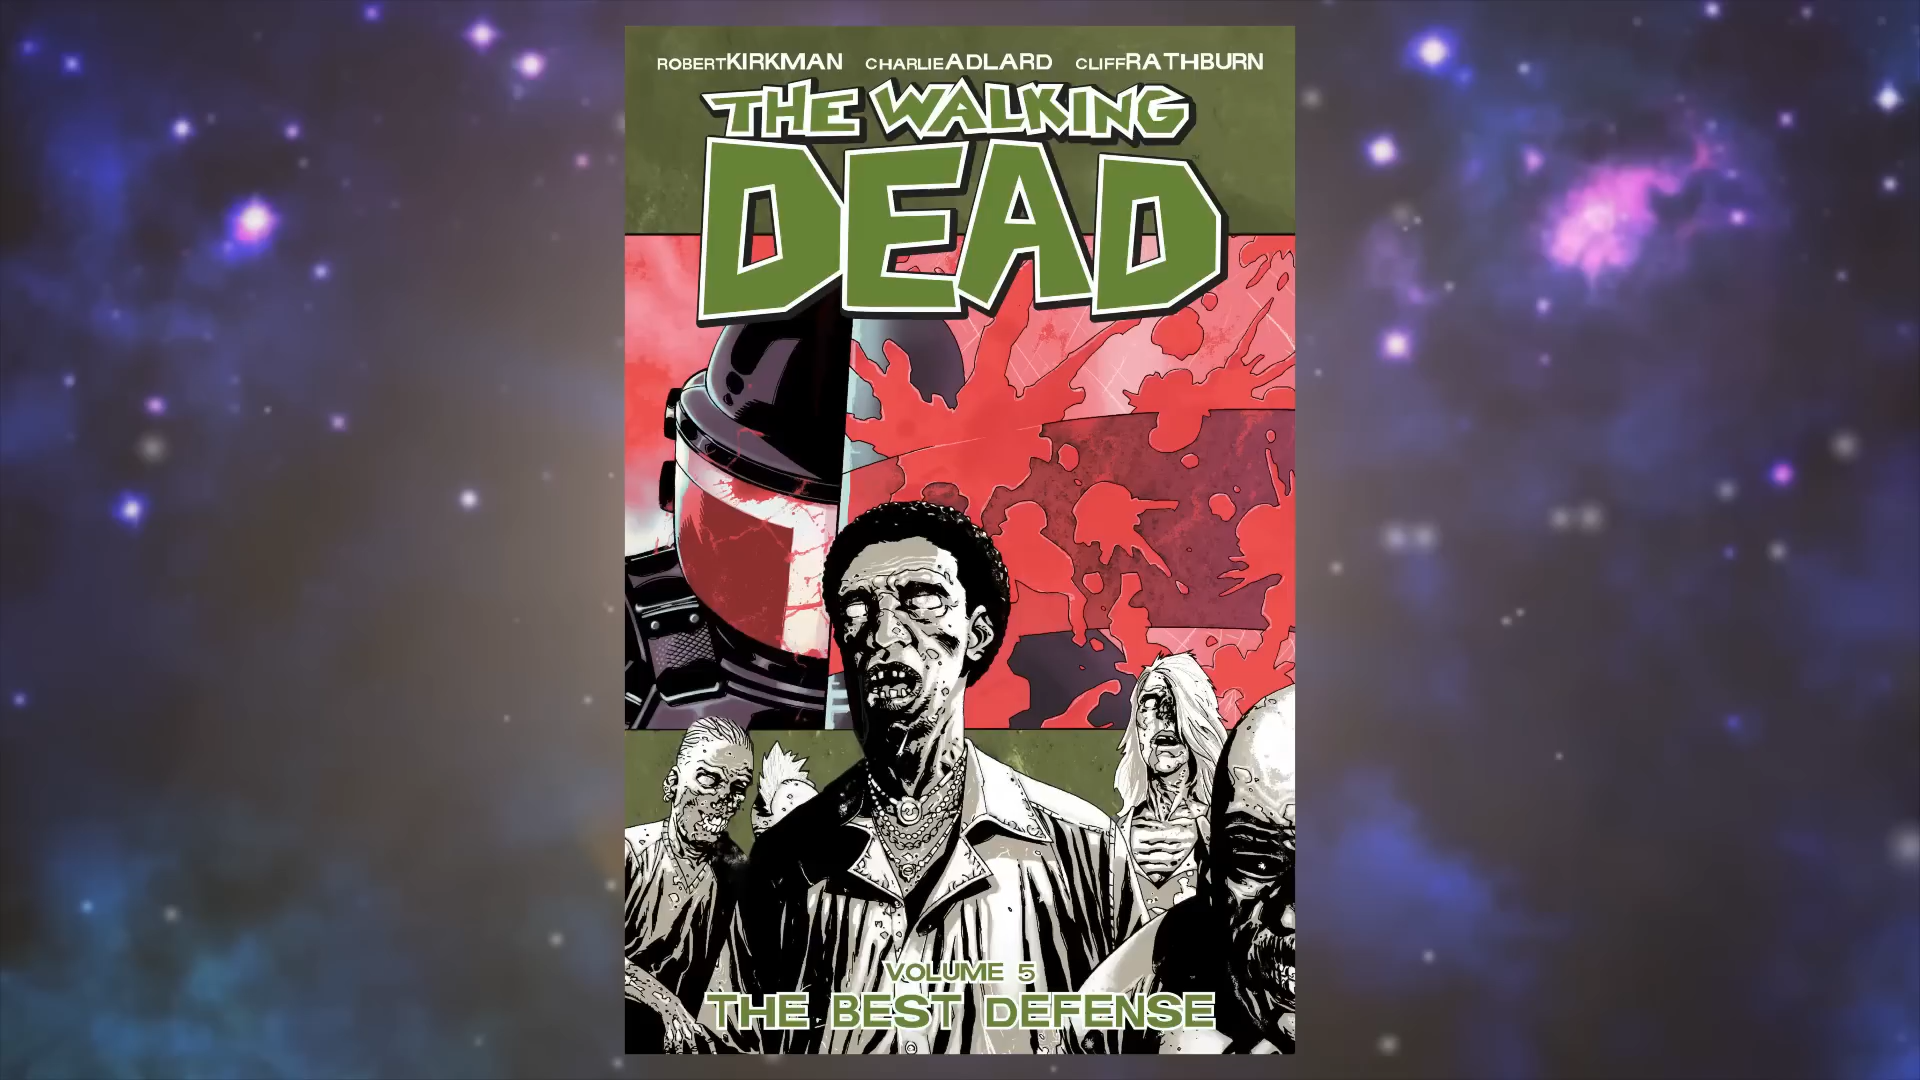 ROBERTKIRKMAN CHARLIEADLARD CLIFFRATHBURN
THE WALKING
DEAD
VOLUME 5
THE BEST DEFENSE